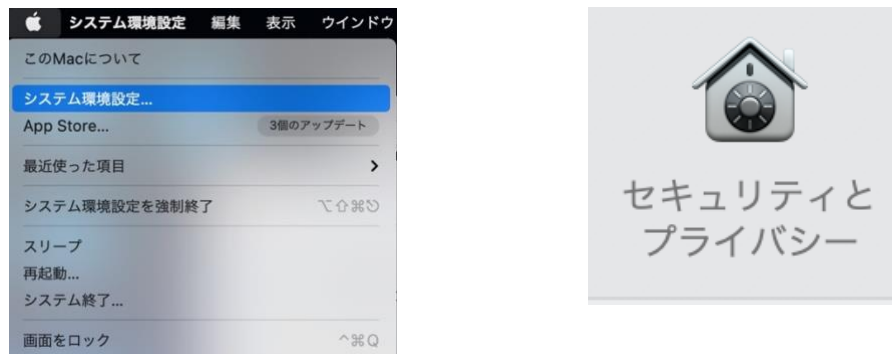 システム環境設定 編集 表示 ウインドウ
このMacについて
システム環境設定...
App Store... 3個のアップデート
最近使った項目 >
システム環境設定を強制終了 ⌥⇧⌘⎋
スリープ
再起動...
システム終了...
画面をロック ^⌘Q
セキュリティと
プライバシー